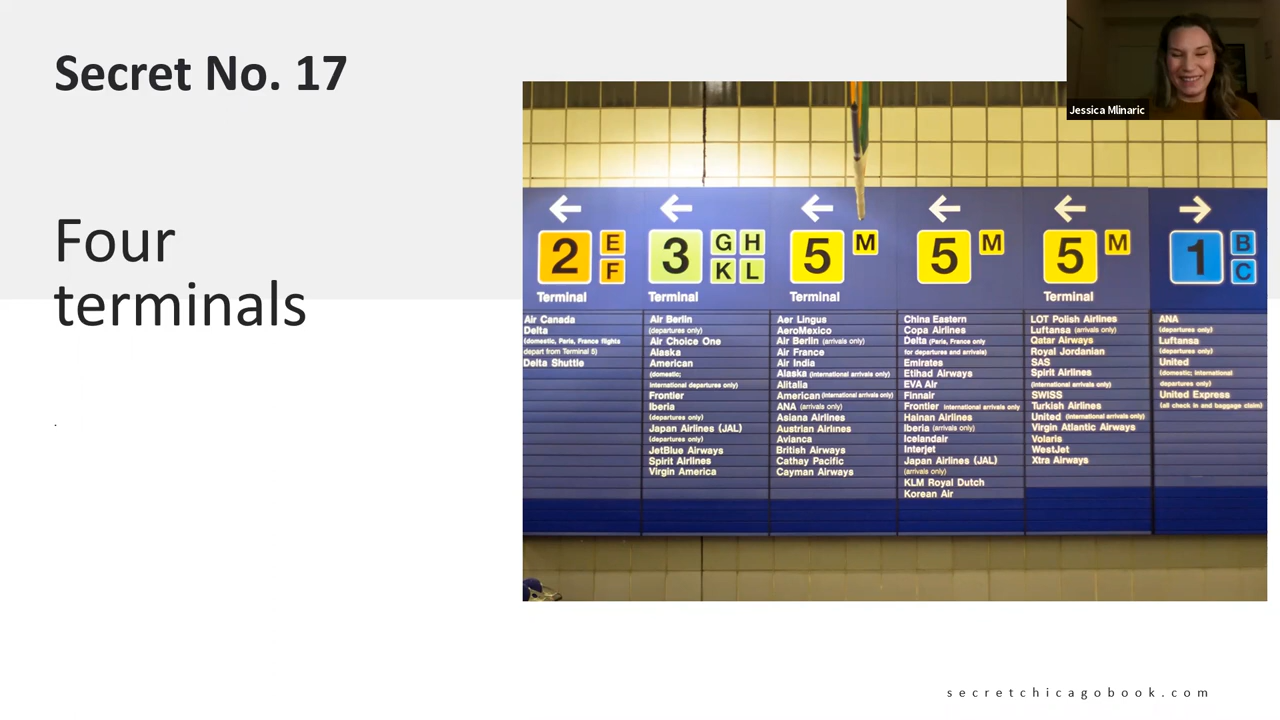 Secret No. 17
Jessica Mlinaric
Four
terminals
.
2 E F
Terminal
Air Canada
Delta
(domestic, Paris, France flights
depart from Terminal 5)
Delta Shuttle
3 G H K L
Terminal
Air Berlin
(departures only)
Air Choice One
Alaska
American
(domestic;
international departures only)
Frontier
Iberia
(departures only)
Japan Airlines (JAL)
(departures only)
JetBlue Airways
Spirit Airlines
Virgin America
5 M
Terminal
Aer Lingus
AeroMexico
Air Berlin (arrivals only)
Air France
Air India
Alaska (international arrivals only)
Alitalia
American (international arrivals only)
ANA (arrivals only)
Asiana Airlines
Austrian Airlines
Avianca
British Airways
Cathay Pacific
Cayman Airways
5 M
China Eastern
Copa Airlines
Delta (Paris, France only
for departures and arrivals)
Emirates
Etihad Airways
EVA Air
Finnair
Frontier international arrivals only)
Hainan Airlines
Iberia (arrivals only)
Icelandair
Interjet
Japan Airlines (JAL)
(arrivals only)
KLM Royal Dutch
Korean Air
5 M
Terminal
LOT Polish Airlines
Luftansa (arrivals only)
Qatar Airways
Royal Jordanian
SAS
Spirit Airlines
(international arrivals only)
SWISS
Turkish Airlines
United (international arrivals only)
Virgin Atlantic Airways
Volaris
WestJet
Xtra Airways
1 B C
ANA
(departures only)
Luftansa
(departures only)
United
(domestic; international
departures only)
United Express
(all check in and baggage claim)
secretchicagobook.com